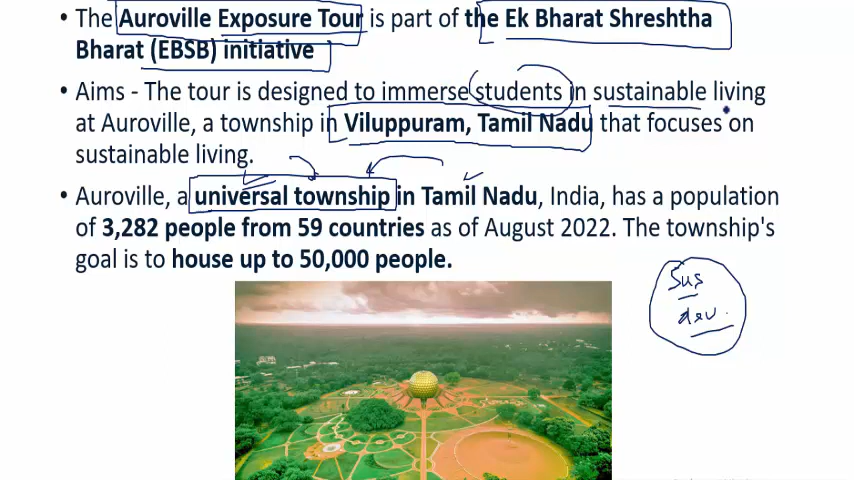 • The Auroville Exposure Tour is part of the Ek Bharat Shreshtha
Bharat (EBSB) initiative
• Aims - The tour is designed to immerse students in sustainable living
at Auroville, a township in Viluppuram, Tamil Nadu that focuses on
sustainable living.
• Auroville, a universal township in Tamil Nadu, India, has a population
of 3,282 people from 59 countries as of August 2022. The township's
goal is to house up to 50,000 people.
Sus
dev.